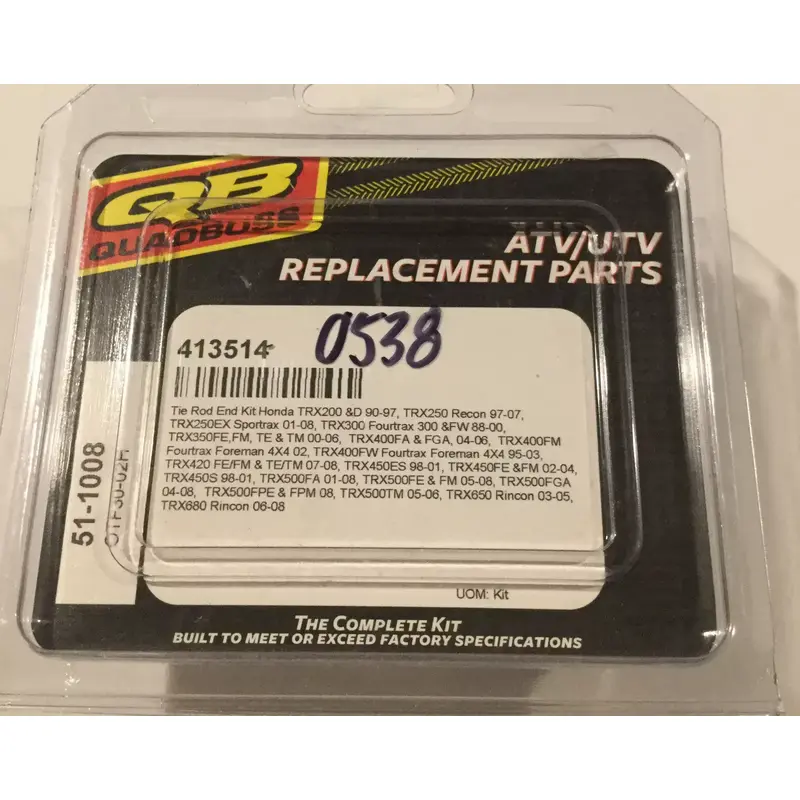 QB
QUADBOSS
ATV/UTV
REPLACEMENT PARTS
413514
0538
Tie Rod End Kit Honda TRX200 &D 90-97, TRX250 Recon 97-07,
TRX250EX Sportrax 01-08, TRX300 Fourtrax 300 &FW 88-00,
TRX350FE,FM, TE & TM 00-06, TRX400FA & FGA, 04-06, TRX400FM
Fourtrax Foreman 4X4 02, TRX400FW Fourtrax Foreman 4X4 95-03,
TRX420 FE/FM & TE/TM 07-08, TRX450ES 98-01, TRX450FE &FM 02-04,
TRX450S 98-01, TRX500FA 01-08, TRX500FE & FM 05-08, TRX500FGA
04-08, TRX500FPE & FPM 08, TRX500TM 05-06, TRX650 Rincon 03-05,
TRX680 Rincon 06-08
UOM: Kit
51-1008
THE COMPLETE KIT
BUILT TO MEET OR EXCEED FACTORY SPECIFICATIONS